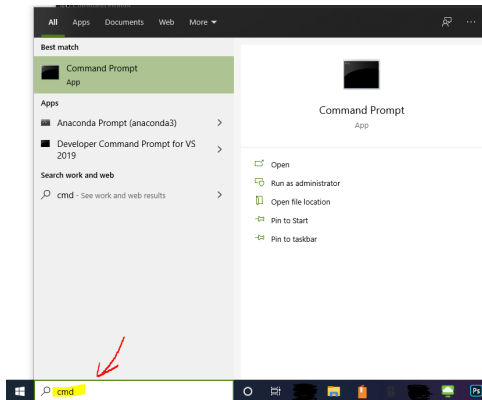 All Apps Documents Web More
Best match
Command Prompt
App
Apps
Anaconda Prompt (anaconda3)
Developer Command Prompt for VS
2019
Search work and web
cmd - See work and web results
Command Prompt
App
Open
Run as administrator
Open file location
Pin to Start
Pin to taskbar
cmd
Ps